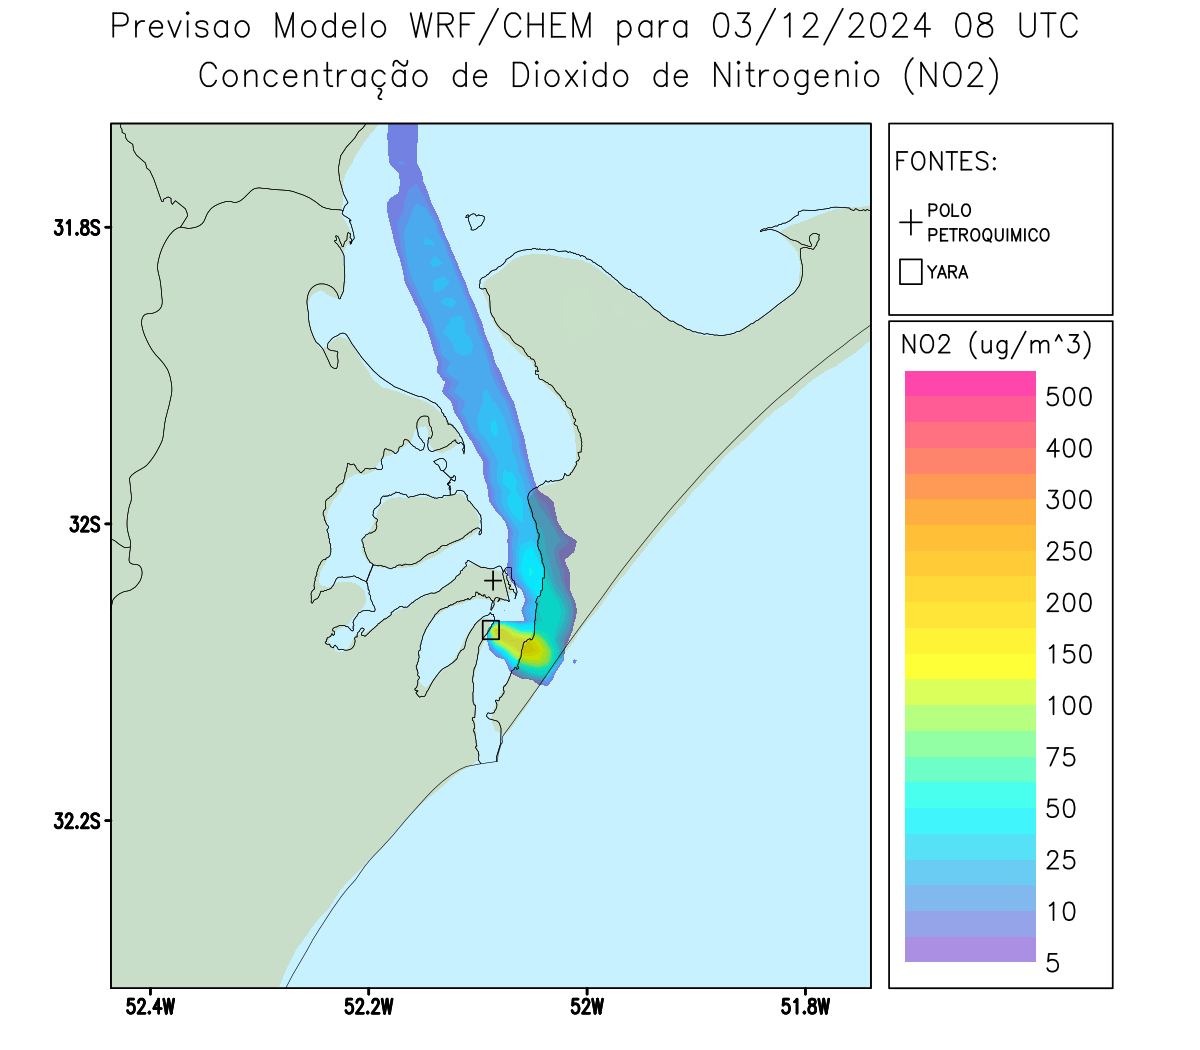 Previsao Modelo WRF/CHEM para 03/12/2024 08 UTC
Concentração de Dioxido de Nitrogenio (NO2)
FONTES:
POLO
PETROQUIMICO
YARA
31.8S
32S
32.2S
52.4W
52.2W
52W
51.8W
NO2 (ug/m^3)
500
400
300
250
200
150
100
75
50
25
10
5